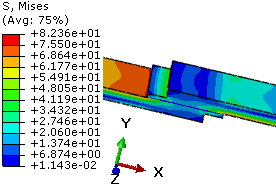 S, Mises
(Avg: 75%)
+8.236e+01
+7.550e+01
+6.864e+01
+6.177e+01
+5.491e+01
+4.805e+01
+4.119e+01
+3.432e+01
+2.746e+01
+2.060e+01
+1.374e+01
+6.874e+00
+1.143e-02
Y
X
Z